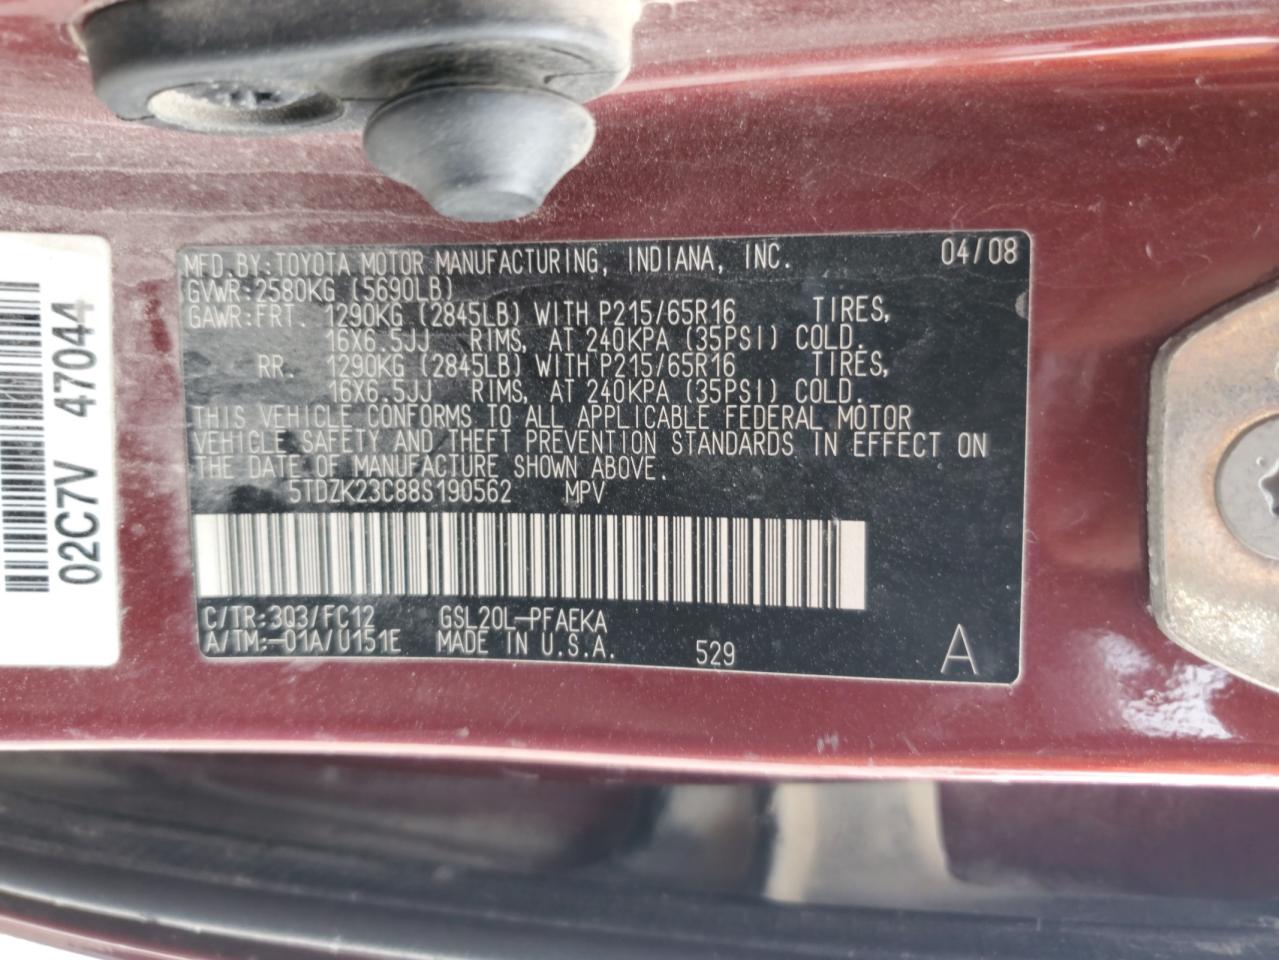 MFD.BY:TOYOTA MOTOR MANUFACTURING, INDIANA, INC. 04/08
GVWR:2580KG (5690LB)
GAWR:FRT. 1290KG (2845LB) WITH P215/65R16 TIRES,
16X6.5JJ RIMS, AT 240KPA (35PSI) COLD.
RR. 1290KG (2845LB) WITH P215/65R16 TIRES,
16X6.5JJ RIMS, AT 240KPA (35PSI) COLD.
THIS VEHICLE CONFORMS TO ALL APPLICABLE FEDERAL MOTOR
VEHICLE SAFETY AND THEFT PREVENTION STANDARDS IN EFFECT ON
THE DATE OF MANUFACTURE SHOWN ABOVE.
5TDZK23C88S190562 MPV
C/TR:3Q3/FC12 GSL20L-PFAEKA
A/TM:-01A/U151E MADE IN U.S.A. 529 A
02C7V 47044